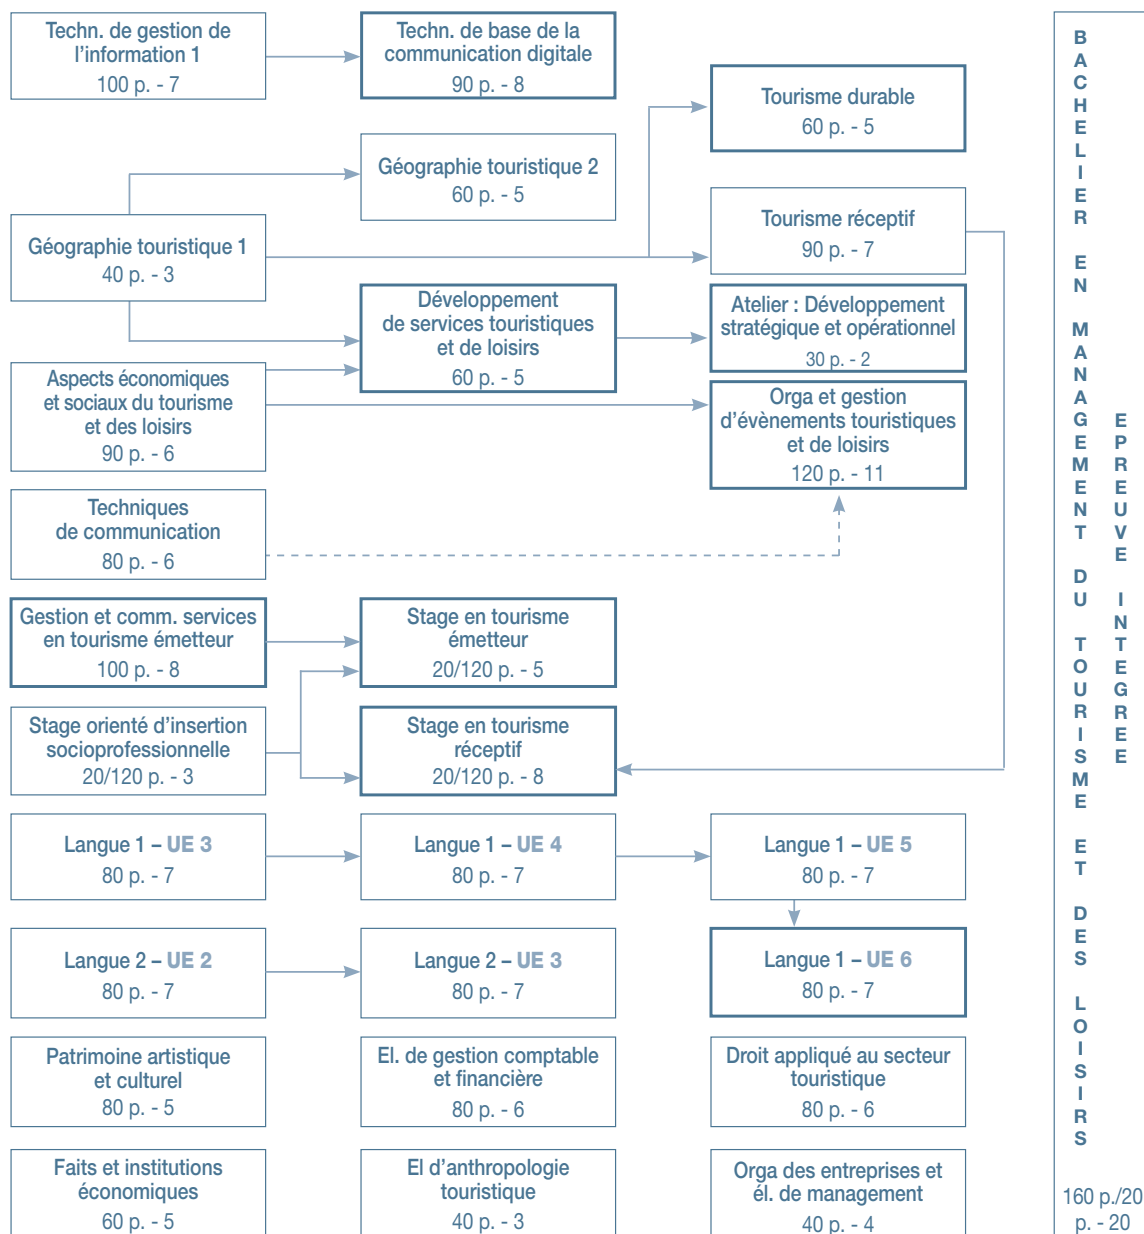 Techn. de gestion de
l'information 1
100 p. - 7
Techn. de base de la
communication digitale
90 p. - 8
Tourisme durable
60 p. - 5
Géographie touristique 2
60 p. - 5
Géographie touristique 1
40 p. - 3
Tourisme réceptif
90 p. - 7
Développement
de services touristiques
et de loisirs
60 p. - 5
Atelier : Développement
stratégique et opérationnel
30 p. - 2
Aspects économiques
et sociaux du tourisme
et des loisirs
90 p. - 6
Orga et gestion
d'évènements touristiques
et de loisirs
120 p. - 11
Techniques
de communication
80 p. - 6
Gestion et comm. services
en tourisme émetteur
100 p. - 8
Stage en tourisme
émetteur
20/120 p. - 5
Stage orienté d'insertion
socioprofessionnelle
20/120 p. - 3
Stage en tourisme
réceptif
20/120 p. - 8
Langue 1 – UE 3
80 p. - 7
Langue 1 – UE 4
80 p. - 7
Langue 1 – UE 5
80 p. - 7
Langue 2 – UE 2
80 p. - 7
Langue 2 – UE 3
80 p. - 7
Langue 1 – UE 6
80 p. - 7
Patrimoine artistique
et culturel
80 p. - 5
El. de gestion comptable
et financière
80 p. - 6
Droit appliqué au secteur
touristique
80 p. - 6
Faits et institutions
économiques
60 p. - 5
El d'anthropologie
touristique
40 p. - 3
Orga des entreprises et
él. de management
40 p. - 4
BACHELIER EN MANAGEMENT DU TOURISME ET DES LOISIRS
EPREUVE INTEGREE
160 p./20
p. - 20